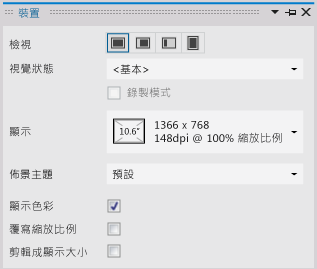 裝置
檢視
視覺狀態 <基本>
錄製模式
顯示 10.6" 1366 x 768
148dpi @ 100% 縮放比例
佈景主題 預設
顯示色彩
覆寫縮放比例
剪輯成顯示大小